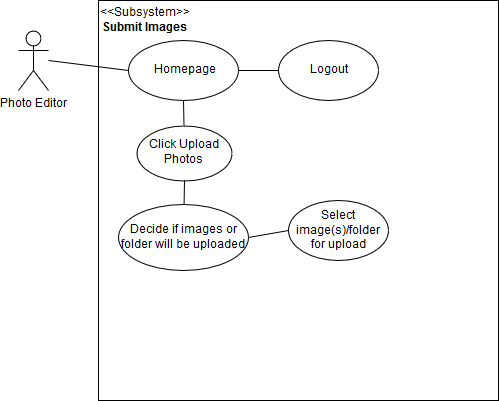 <<Subsystem>>
Submit Images
Photo Editor
Homepage
Logout
Click Upload
Photos
Decide if images or
folder will be uploaded
Select
image(s)/folder
for upload